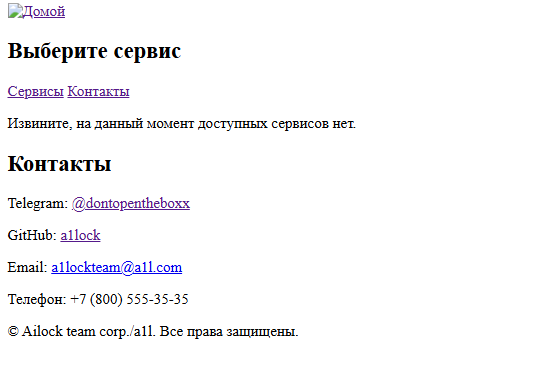 Домой
Выберите сервис
Сервисы Контакты
Извините, на данный момент доступных сервисов нет.
Контакты
Telegram: @dontopentheboxx
GitHub: a1lock
Email: a1lockteam@a1l.com
Телефон: +7 (800) 555-35-35
© Ailock team corp./a1l. Все права защищены.